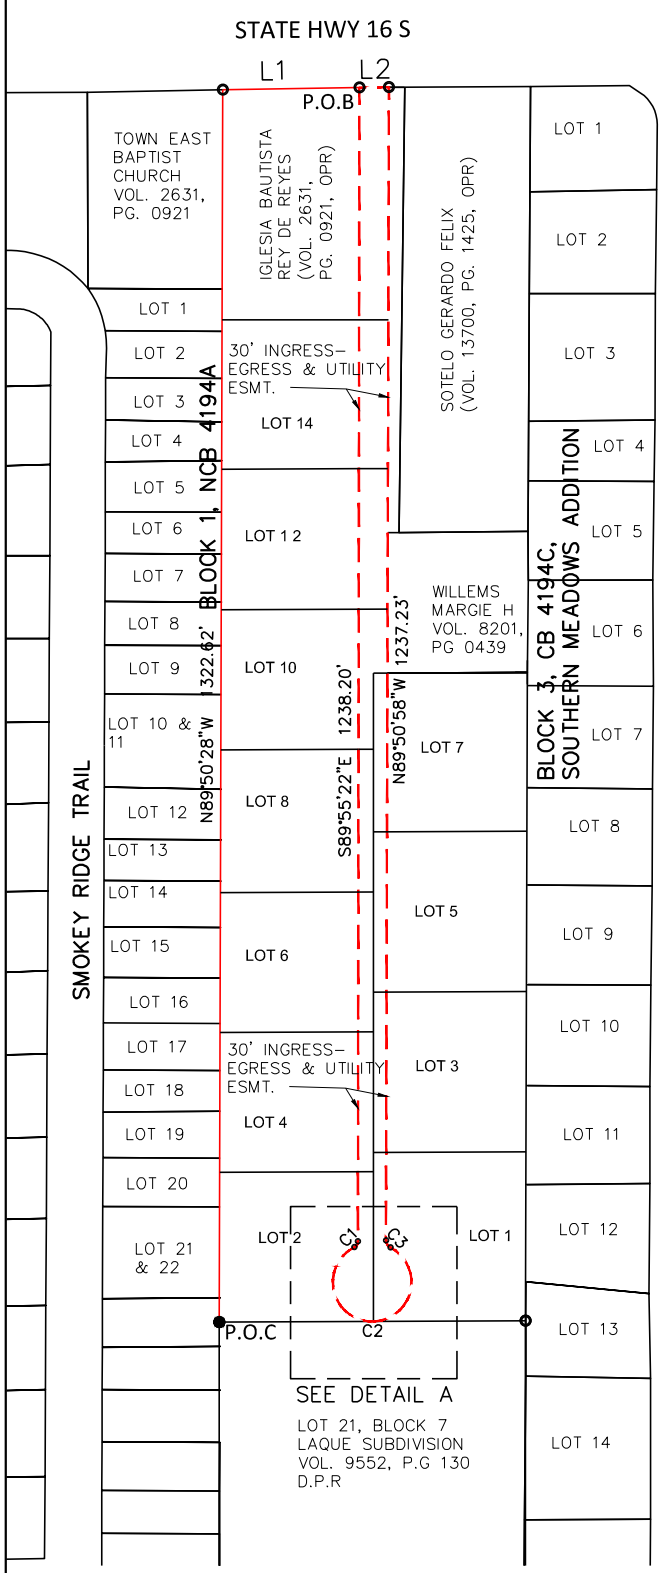 STATE HWY 16 S
L1
L2
P.O.B
TOWN EAST
BAPTIST
CHURCH
VOL. 2631,
PG. 0921
IGLESIA BAUTISTA
REY DE REYES
(VOL. 2631,
PG. 0921, OPR)
SOTELO GERARDO FELIX
(VOL. 13700, PG. 1425, OPR)
LOT 1
LOT 2
LOT 3
LOT 4
LOT 5
LOT 6
LOT 7
LOT 8
LOT 9
LOT 10
LOT 11
LOT 12
LOT 13
LOT 14
BLOCK 3, CB 4194C,
SOUTHERN MEADOWS ADDITION
LOT 1
LOT 2
LOT 3
LOT 4
LOT 5
LOT 6
LOT 7
LOT 8
LOT 9
LOT 10 &
11
LOT 12
LOT 13
LOT 14
LOT 15
LOT 16
LOT 17
LOT 18
LOT 19
LOT 20
LOT 21
& 22
SMOKEY RIDGE TRAIL
BLOCK 1, NCB 4194A
N89°50'28"W 1322.62'
30' INGRESS-
EGRESS & UTILITY
ESMT.
LOT 14
LOT 12
LOT 10
LOT 8
LOT 6
30' INGRESS-
EGRESS & UTILITY
ESMT.
LOT 4
LOT 2
S89°55'22"E 1238.20'
N89°50'58"W 1237.23'
WILLEMS
MARGIE H
VOL. 8201,
PG 0439
LOT 7
LOT 5
LOT 3
LOT 1
C1
C3
C2
P.O.C
SEE DETAIL A
LOT 21, BLOCK 7
LAQUE SUBDIVISION
VOL. 9552, P.G 130
D.P.R